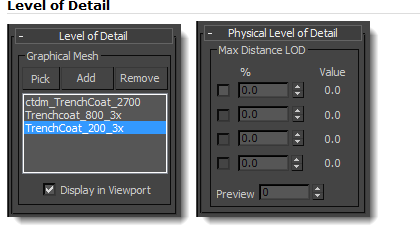 Level of Detail
- Level of Detail
Graphical Mesh
Pick Add Remove
ctdm_TrenchCoat_2700
Trenchcoat_800_3x
TrenchCoat_200_3x
Display in Viewport
- Physical Level of Detail
Max Distance LOD
% Value
0.0 0.0
0.0 0.0
0.0 0.0
0.0 0.0
Preview 0